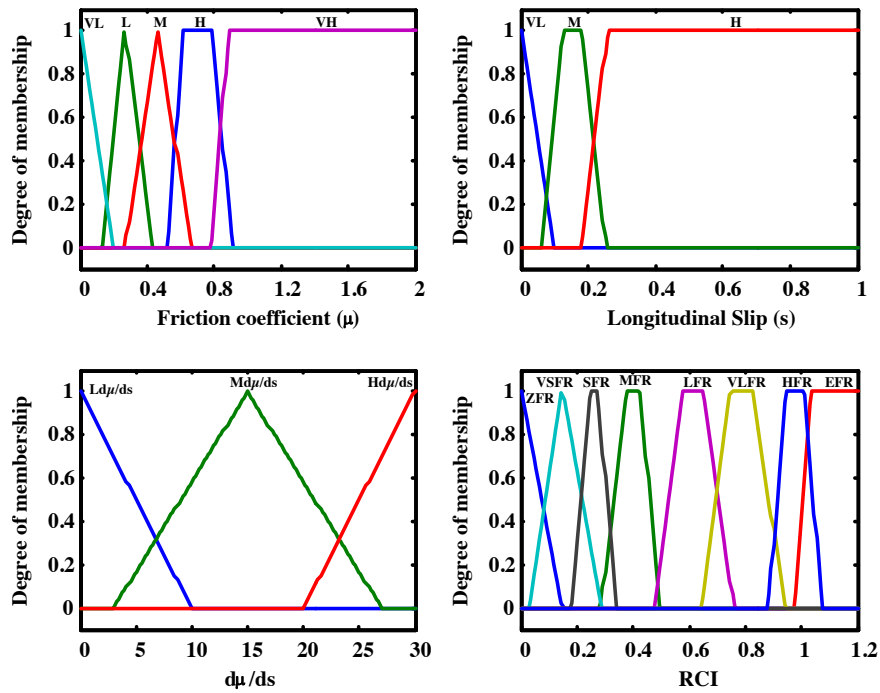 VL L M H VH
1
0.8
0.6
0.4
0.2
0
0 0.4 0.8 1.2 1.6 2
Degree of membership
Friction coefficient (μ)
VL M H
1
0.8
0.6
0.4
0.2
0
0 0.2 0.4 0.6 0.8 1
Degree of membership
Longitudinal Slip (s)
Ldμ/ds Mdμ/ds Hdμ/ds
1
0.8
0.6
0.4
0.2
0
0 5 10 15 20 25 30
Degree of membership
dμ/ds
ZFR VSFR SFR MFR LFR VLFR HFR EFR
1
0.8
0.6
0.4
0.2
0
0 0.2 0.4 0.6 0.8 1 1.2
Degree of membership
RCI